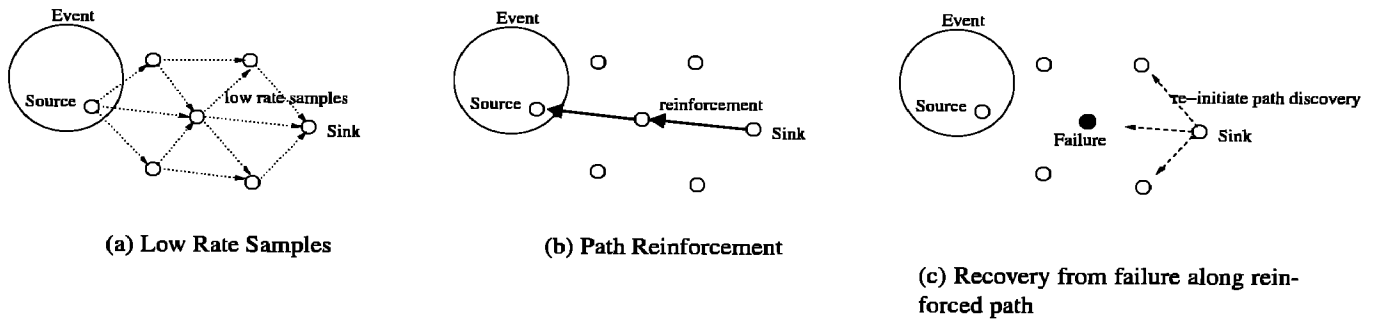 Event
Source
low rate samples
Sink
(a) Low Rate Samples
Event
Source
reinforcement
Sink
(b) Path Reinforcement
Event
Source
re-initiate path discovery
Failure
Sink
(c) Recovery from failure along rein-
forced path